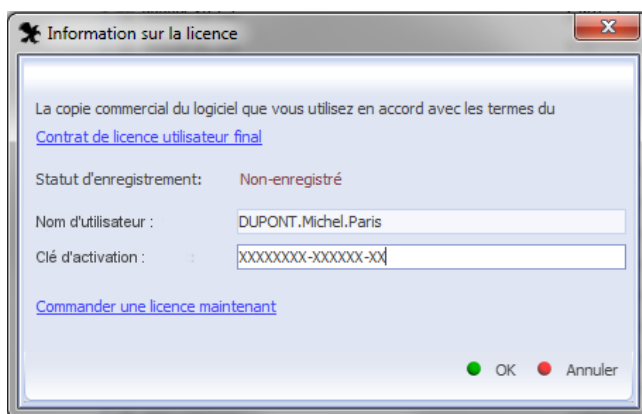 Information sur la licence
La copie commercial du logiciel que vous utilisez en accord avec les termes du
Contrat de licence utilisateur final
Statut d'enregistrement: Non-enregistré
Nom d'utilisateur : DUPONT.Michel.Paris
Clé d'activation : : XXXXXXXX-XXXXXX-XX
Commander une licence maintenant
OK Annuler